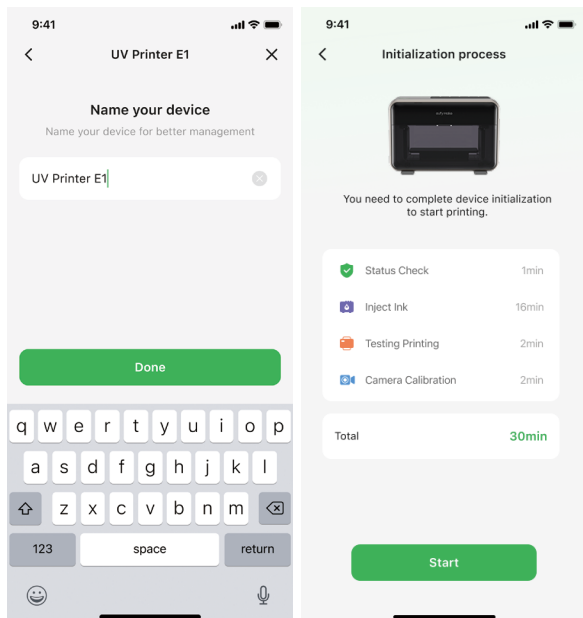 9:41
UV Printer E1
Name your device
Name your device for better management
UV Printer E1
Done
q w e r t y u i o p
a s d f g h j k l
z x c v b n m
123 space return
9:41
Initialization process
You need to complete device initialization
to start printing.
Status Check 1min
Inject Ink 16min
Testing Printing 2min
Camera Calibration 2min
Total 30min
Start